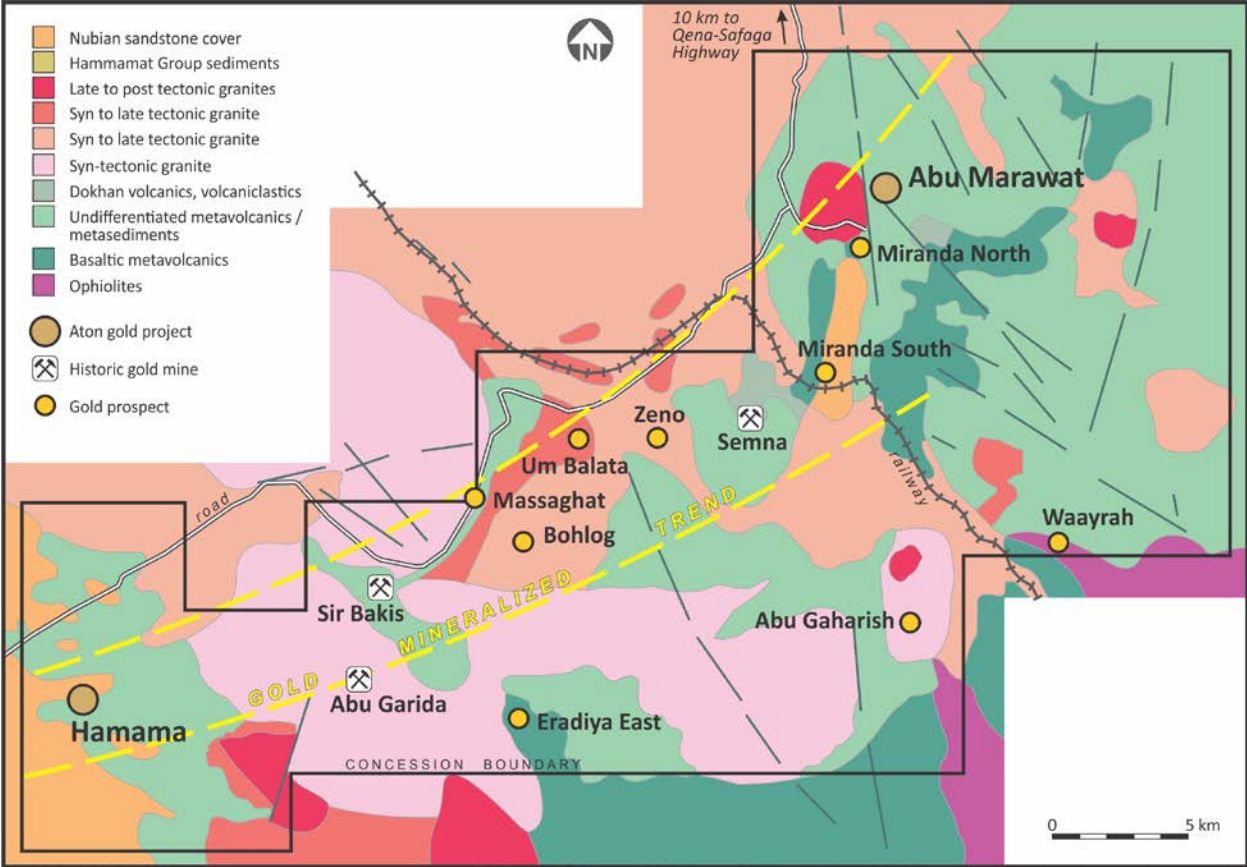 Nubian sandstone cover
Hammamat Group sediments
Late to post tectonic granites
Syn to late tectonic granite
Syn to late tectonic granite
Syn-tectonic granite
Dokhan volcanics, volcaniclastics
Undifferentiated metavolcanics /
metasediments
Basaltic metavolcanics
Ophiolites
Aton gold project
Historic gold mine
Gold prospect
N
10 km to
Qena-Safaga
Highway
Abu Marawat
Miranda North
Miranda South
Zeno
Semna
Um Balata
Massaghat
railway
road
Bohlog
TREND
Waayrah
MINERALIZED
Sir Bakis
Abu Gaharish
GOLD
Abu Garida
Hamama
Eradiya East
CONCESSION BOUNDARY
0 5 km